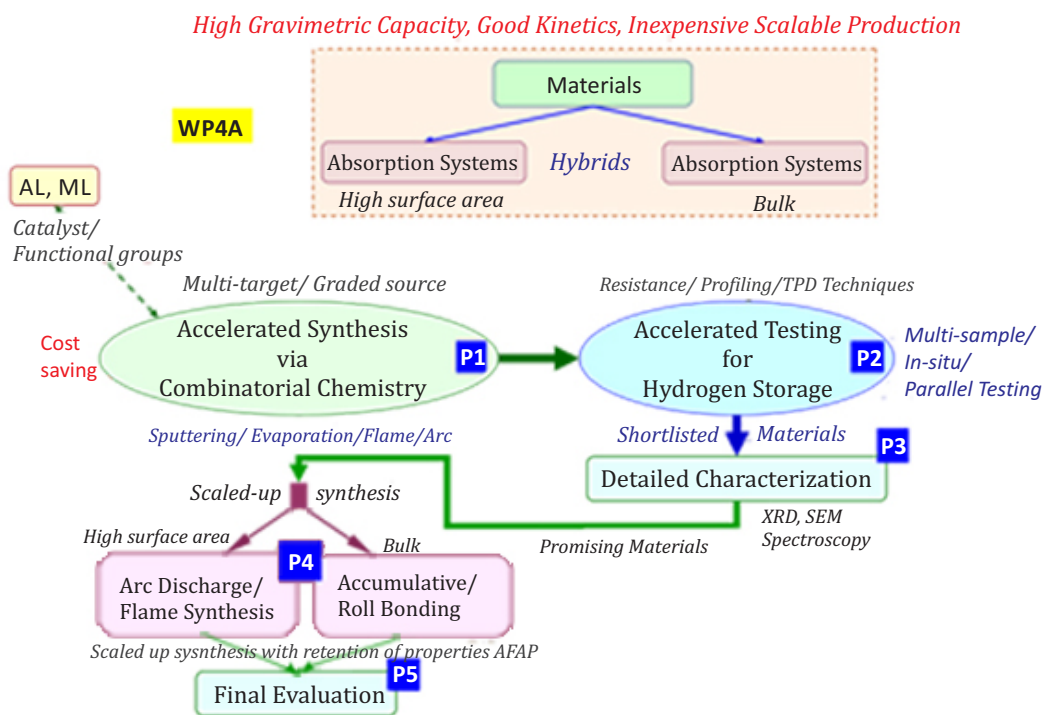 High Gravimetric Capacity, Good Kinetics, Inexpensive Scalable Production
Materials
WP4A
Absorption Systems
Hybrids
Absorption Systems
High surface area
Bulk
AL, ML
Catalyst/
Functional groups
Multi-target/ Graded source
Resistance/ Profiling/TPD Techniques
Cost
saving
Accelerated Synthesis
via
Combinatorial Chemistry
P1
Accelerated Testing
for
Hydrogen Storage
P2
Multi-sample/
In-situ/
Parallel Testing
Sputtering/ Evaporation/Flame/Arc
Shortlisted Materials
P3
Detailed Characterization
Scaled-up synthesis
XRD, SEM
Spectroscopy
Promising Materials
High surface area
Bulk
P4
Arc Discharge/
Flame Synthesis
Accumulative/
Roll Bonding
Scaled up sysnthesis with retention of properties AFAP
P5
Final Evaluation